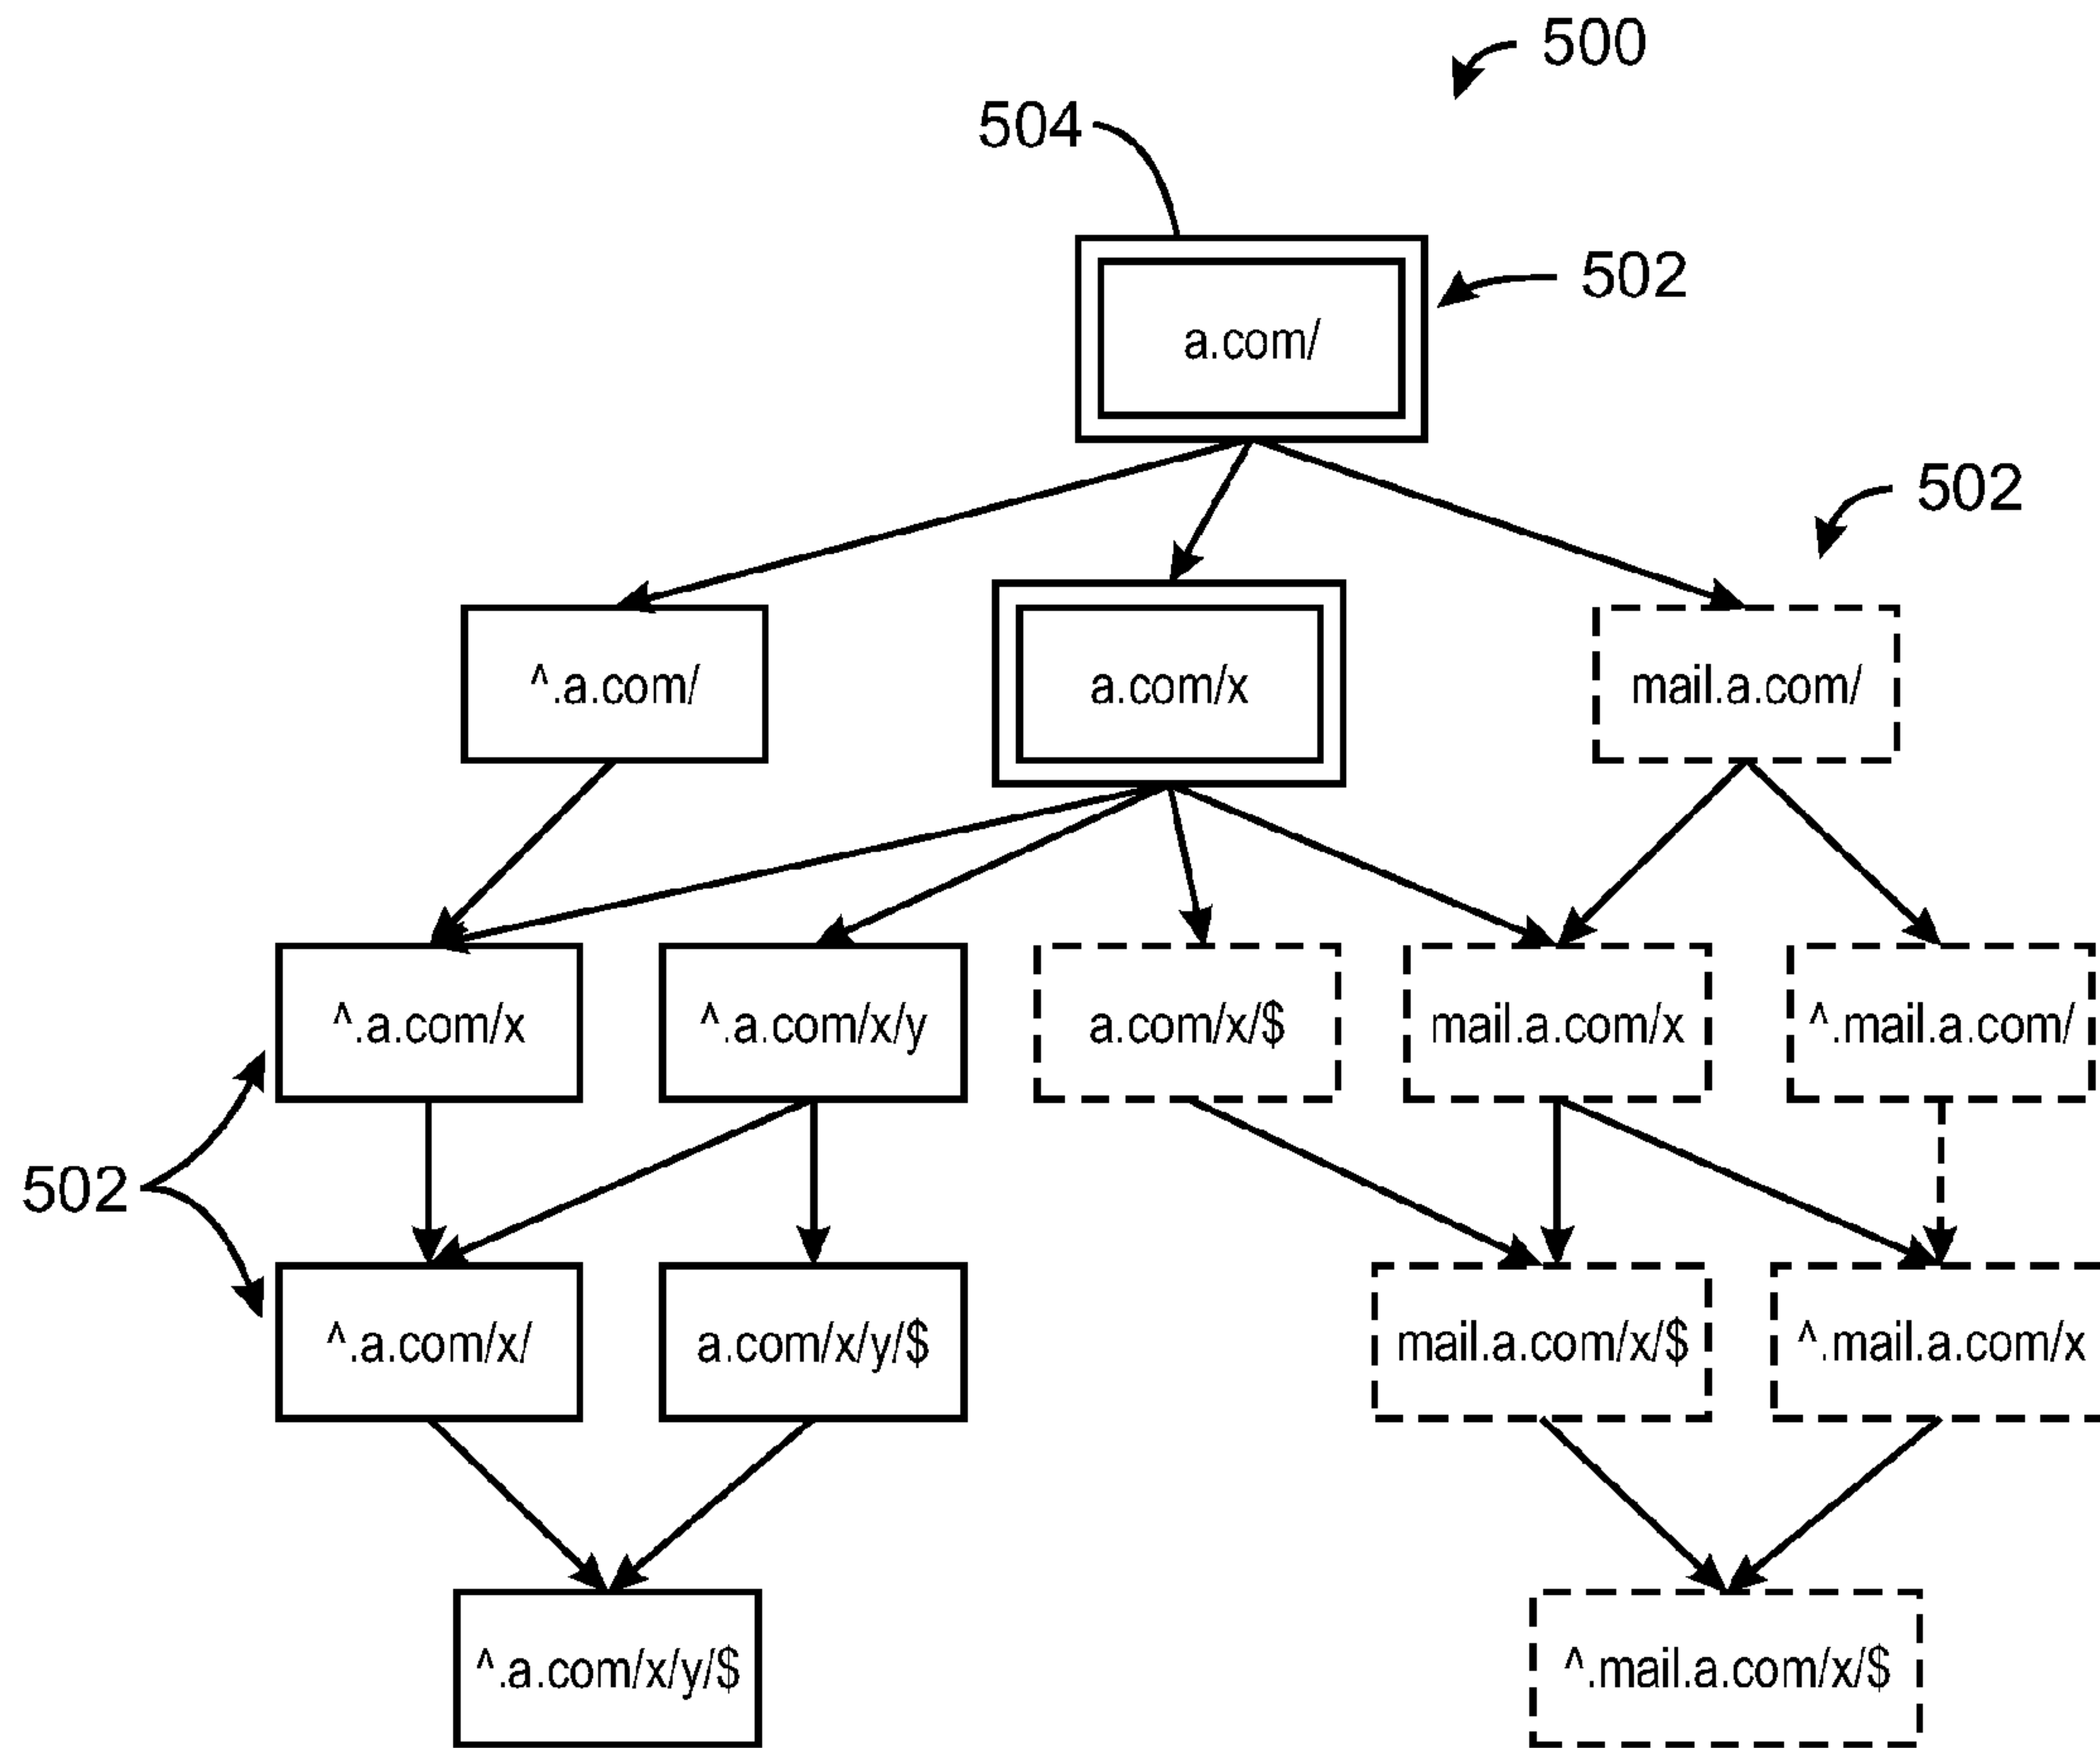 500
504
502
a.com/
502
^.a.com/
a.com/x
mail.a.com/
^.a.com/x
^.a.com/x/y
a.com/x/$
mail.a.com/x
^.mail.a.com/
502
^.a.com/x/
a.com/x/y/$
mail.a.com/x/$
^.mail.a.com/x
^.a.com/x/y/$
^.mail.a.com/x/$